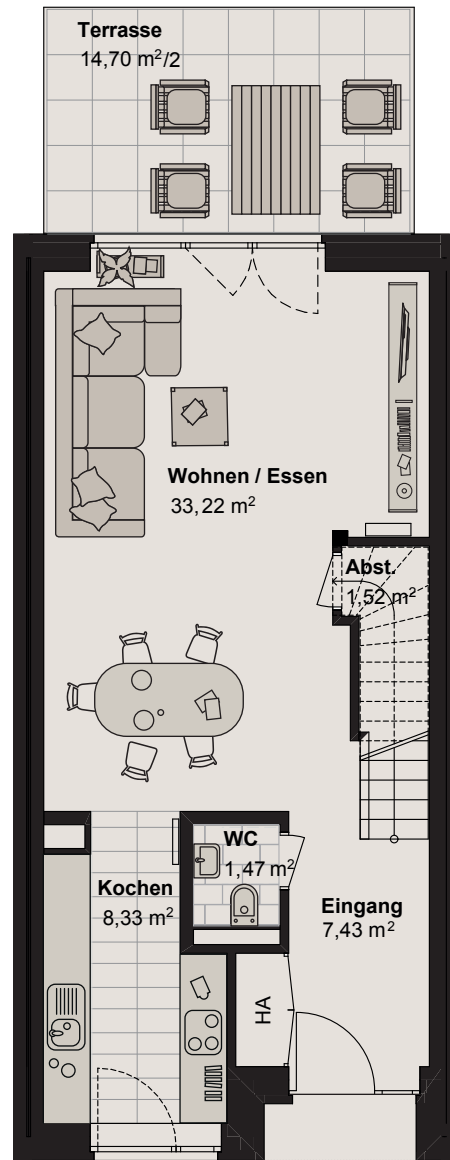 Terrasse
14,70 m²/2
Wohnen / Essen
33,22 m²
Abst.
1,52 m²
WC
1,47 m²
Kochen
8,33 m²
Eingang
7,43 m²
HA